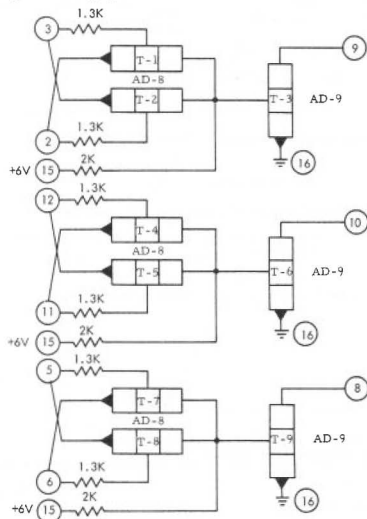 3 1.3K 9
T-1
AD-8
T-2 T-3 AD-9
1.3K
2
2K
+6V 15 16
1.3K
12 10
T-4
AD-8
T-5 T-6 AD-9
1.3K
11
2K
+6V 15 16
1.3K
5 8
T-7
AD-8
T-8 T-9 AD-9
1.3K
6
2K
+6V 15 16